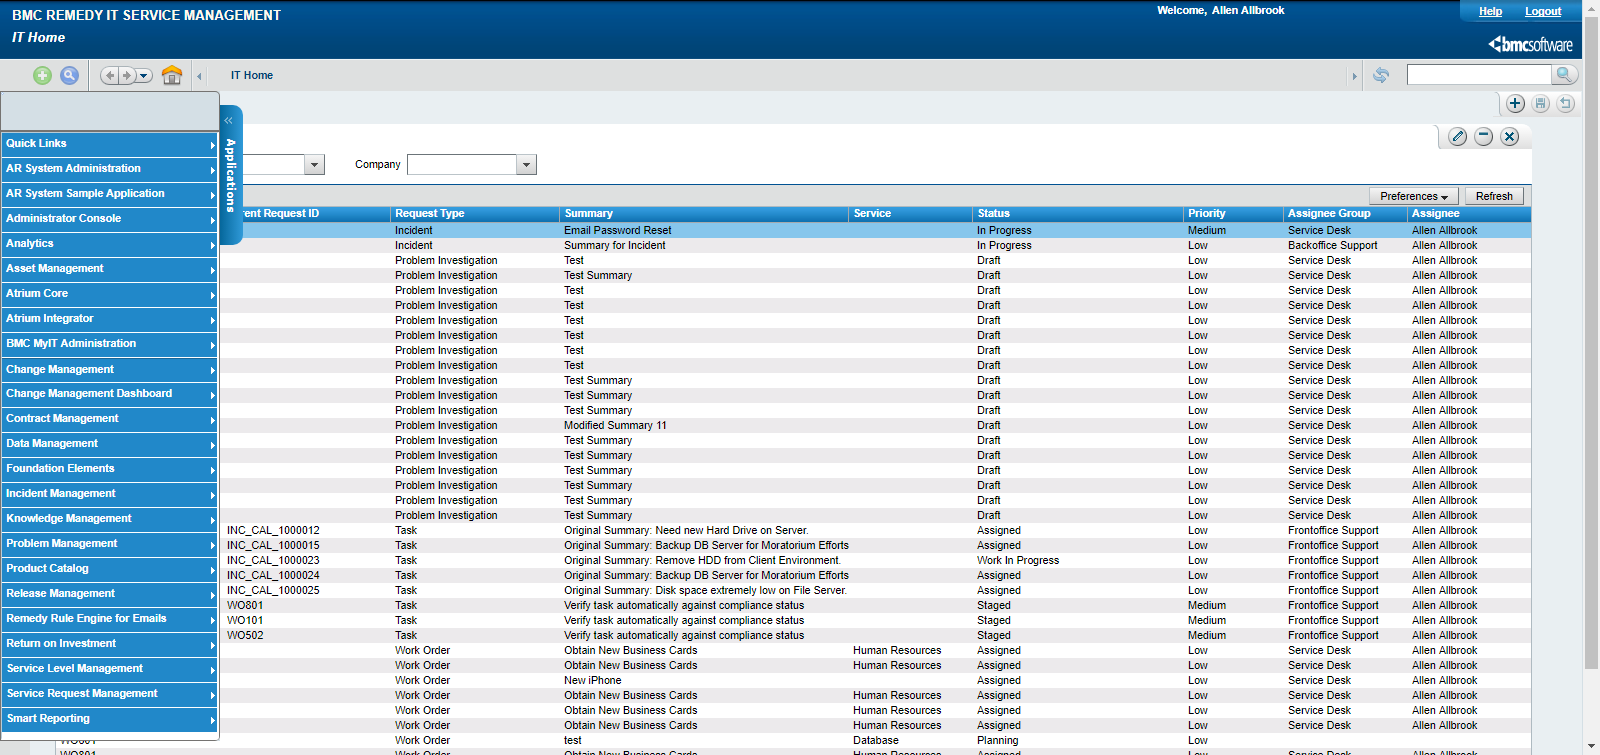 BMC REMEDY IT SERVICE MANAGEMENT
Welcome, Allen Allbrook
Help Logout
IT Home
bmcsoftware
IT Home
Applications
Company
Preferences Refresh
Quick Links
AR System Administration
AR System Sample Application
Administrator Console
Analytics
Asset Management
Atrium Core
Atrium Integrator
BMC MyIT Administration
Change Management
Change Management Dashboard
Contract Management
Data Management
Foundation Elements
Incident Management
Knowledge Management
Problem Management
Product Catalog
Release Management
Remedy Rule Engine for Emails
Return on Investment
Service Level Management
Service Request Management
Smart Reporting
Request ID Request Type Summary Service Status Priority Assignee Group Assignee
Incident Email Password Reset In Progress Medium Service Desk Allen Allbrook
Incident Summary for Incident In Progress Low Backoffice Support Allen Allbrook
Problem Investigation Test Draft Low Service Desk Allen Allbrook
Problem Investigation Test Summary Draft Low Service Desk Allen Allbrook
Problem Investigation Test Draft Low Service Desk Allen Allbrook
Problem Investigation Test Draft Low Service Desk Allen Allbrook
Problem Investigation Test Draft Low Service Desk Allen Allbrook
Problem Investigation Test Draft Low Service Desk Allen Allbrook
Problem Investigation Test Draft Low Service Desk Allen Allbrook
Problem Investigation Test Draft Low Service Desk Allen Allbrook
Problem Investigation Test Summary Draft Low Service Desk Allen Allbrook
Problem Investigation Test Summary Draft Low Service Desk Allen Allbrook
Problem Investigation Test Summary Draft Low Service Desk Allen Allbrook
Problem Investigation Modified Summary 11 Draft Low Service Desk Allen Allbrook
Problem Investigation Test Summary Draft Low Service Desk Allen Allbrook
Problem Investigation Test Summary Draft Low Service Desk Allen Allbrook
Problem Investigation Test Summary Draft Low Service Desk Allen Allbrook
Problem Investigation Test Summary Draft Low Service Desk Allen Allbrook
Problem Investigation Test Summary Draft Low Service Desk Allen Allbrook
Problem Investigation Test Summary Draft Low Service Desk Allen Allbrook
INC_CAL_1000012 Task Original Summary: Need new Hard Drive on Server. Assigned Low Frontoffice Support Allen Allbrook
INC_CAL_1000015 Task Original Summary: Backup DB Server for Moratorium Efforts Assigned Low Frontoffice Support Allen Allbrook
INC_CAL_1000023 Task Original Summary: Remove HDD from Client Environment. Work In Progress Low Frontoffice Support Allen Allbrook
INC_CAL_1000024 Task Original Summary: Backup DB Server for Moratorium Efforts Assigned Low Frontoffice Support Allen Allbrook
INC_CAL_1000025 Task Original Summary: Disk space extremely low on File Server. Assigned Low Frontoffice Support Allen Allbrook
WO801 Task Verify task automatically against compliance status Staged Medium Frontoffice Support Allen Allbrook
WO101 Task Verify task automatically against compliance status Staged Medium Frontoffice Support Allen Allbrook
WO502 Task Verify task automatically against compliance status Staged Medium Frontoffice Support Allen Allbrook
Work Order Obtain New Business Cards Human Resources Assigned Low Service Desk Allen Allbrook
Work Order Obtain New Business Cards Human Resources Assigned Low Service Desk Allen Allbrook
Work Order New iPhone Assigned Low Service Desk Allen Allbrook
Work Order Obtain New Business Cards Human Resources Assigned Low Service Desk Allen Allbrook
Work Order Obtain New Business Cards Human Resources Assigned Low Service Desk Allen Allbrook
Work Order Obtain New Business Cards Human Resources Assigned Low Service Desk Allen Allbrook
Work Order test Database Planning Low Allen Allbrook
Work Order Obtain New Business Cards Human Resources Assigned Low Service Desk Allen Allbrook